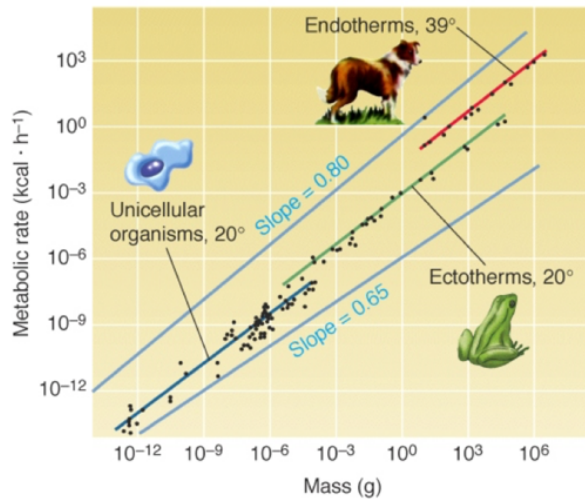 Endotherms, 39°
10³
10⁰
10⁻³
10⁻⁶
10⁻⁹
10⁻¹²
Metabolic rate (kcal · h⁻¹)
Unicellular
organisms, 20°
Slope = 0.80
Slope = 0.65
Ectotherms, 20°
10⁻¹² 10⁻⁹ 10⁻⁶ 10⁻³ 10⁰ 10³ 10⁶
Mass (g)